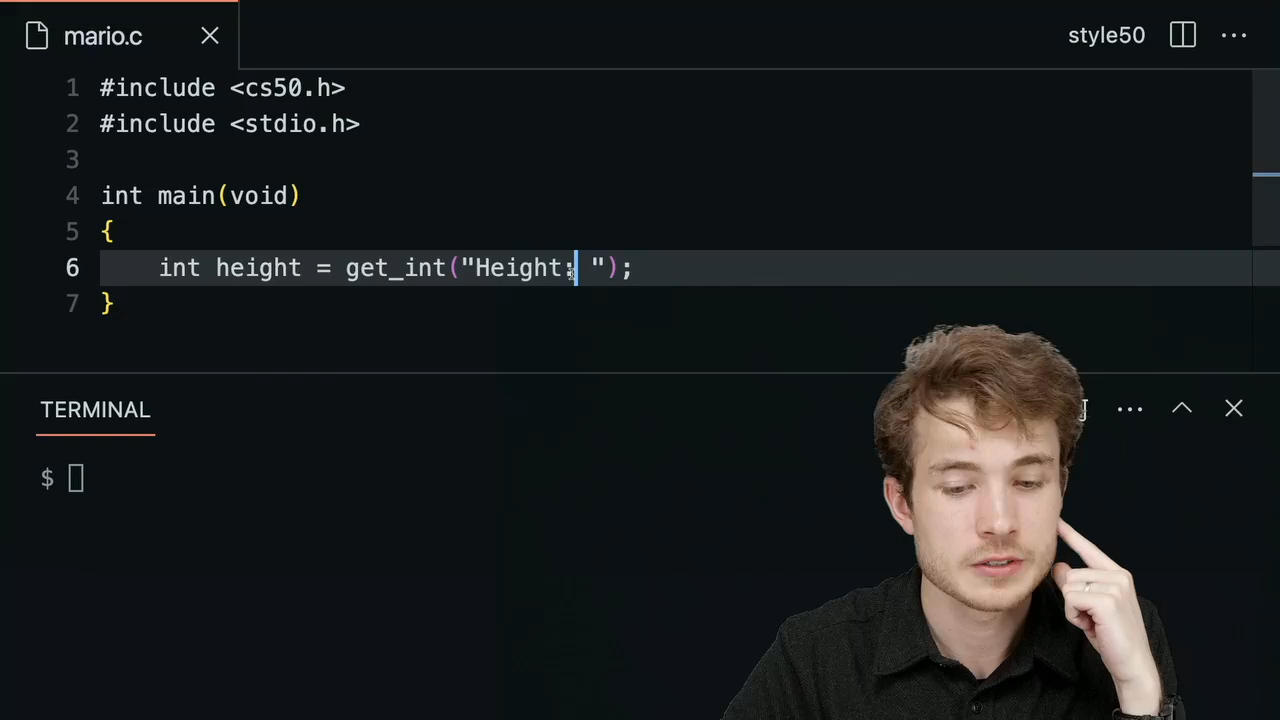 mario.c
style50
1 #include <cs50.h>
2 #include <stdio.h>
3
4 int main(void)
5 {
6     int height = get_int("Height: ");
7 }
TERMINAL
$